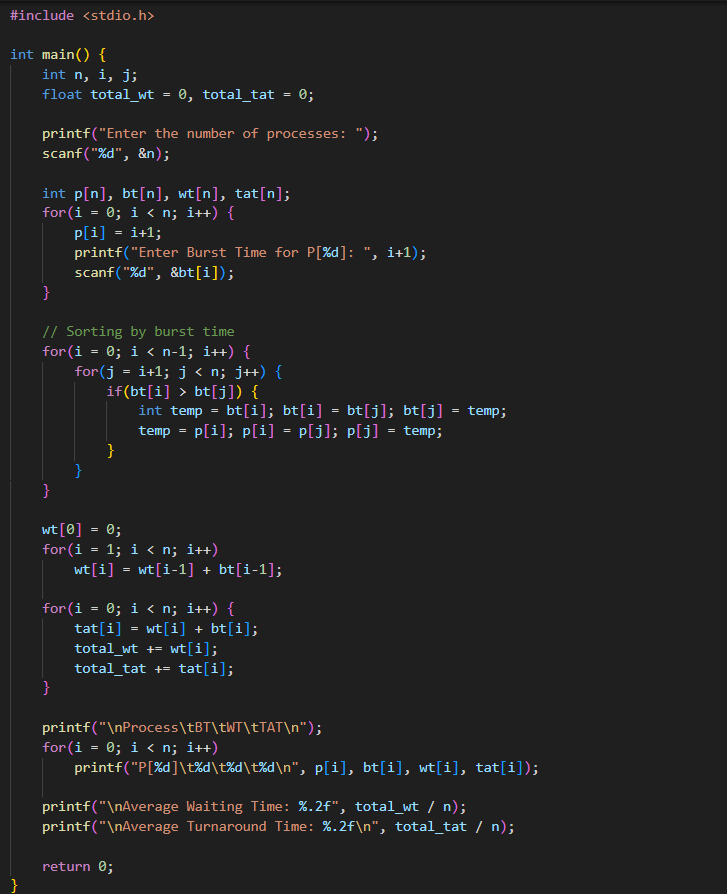 #include <stdio.h>
int main() {
int n, i, j;
float total_wt = 0, total_tat = 0;
printf("Enter the number of processes: ");
scanf("%d", &n);
int p[n], bt[n], wt[n], tat[n];
for(i = 0; i < n; i++) {
p[i] = i+1;
printf("Enter Burst Time for P[%d]: ", i+1);
scanf("%d", &bt[i]);
}
// Sorting by burst time
for(i = 0; i < n-1; i++) {
for(j = i+1; j < n; j++) {
if(bt[i] > bt[j]) {
int temp = bt[i]; bt[i] = bt[j]; bt[j] = temp;
temp = p[i]; p[i] = p[j]; p[j] = temp;
}
}
}
wt[0] = 0;
for(i = 1; i < n; i++)
wt[i] = wt[i-1] + bt[i-1];
for(i = 0; i < n; i++) {
tat[i] = wt[i] + bt[i];
total_wt += wt[i];
total_tat += tat[i];
}
printf("\nProcess\tBT\tWT\tTAT\n");
for(i = 0; i < n; i++)
printf("P[%d]\t%d\t%d\t%d\n", p[i], bt[i], wt[i], tat[i]);
printf("\nAverage Waiting Time: %.2f", total_wt / n);
printf("\nAverage Turnaround Time: %.2f\n", total_tat / n);
return 0;
}